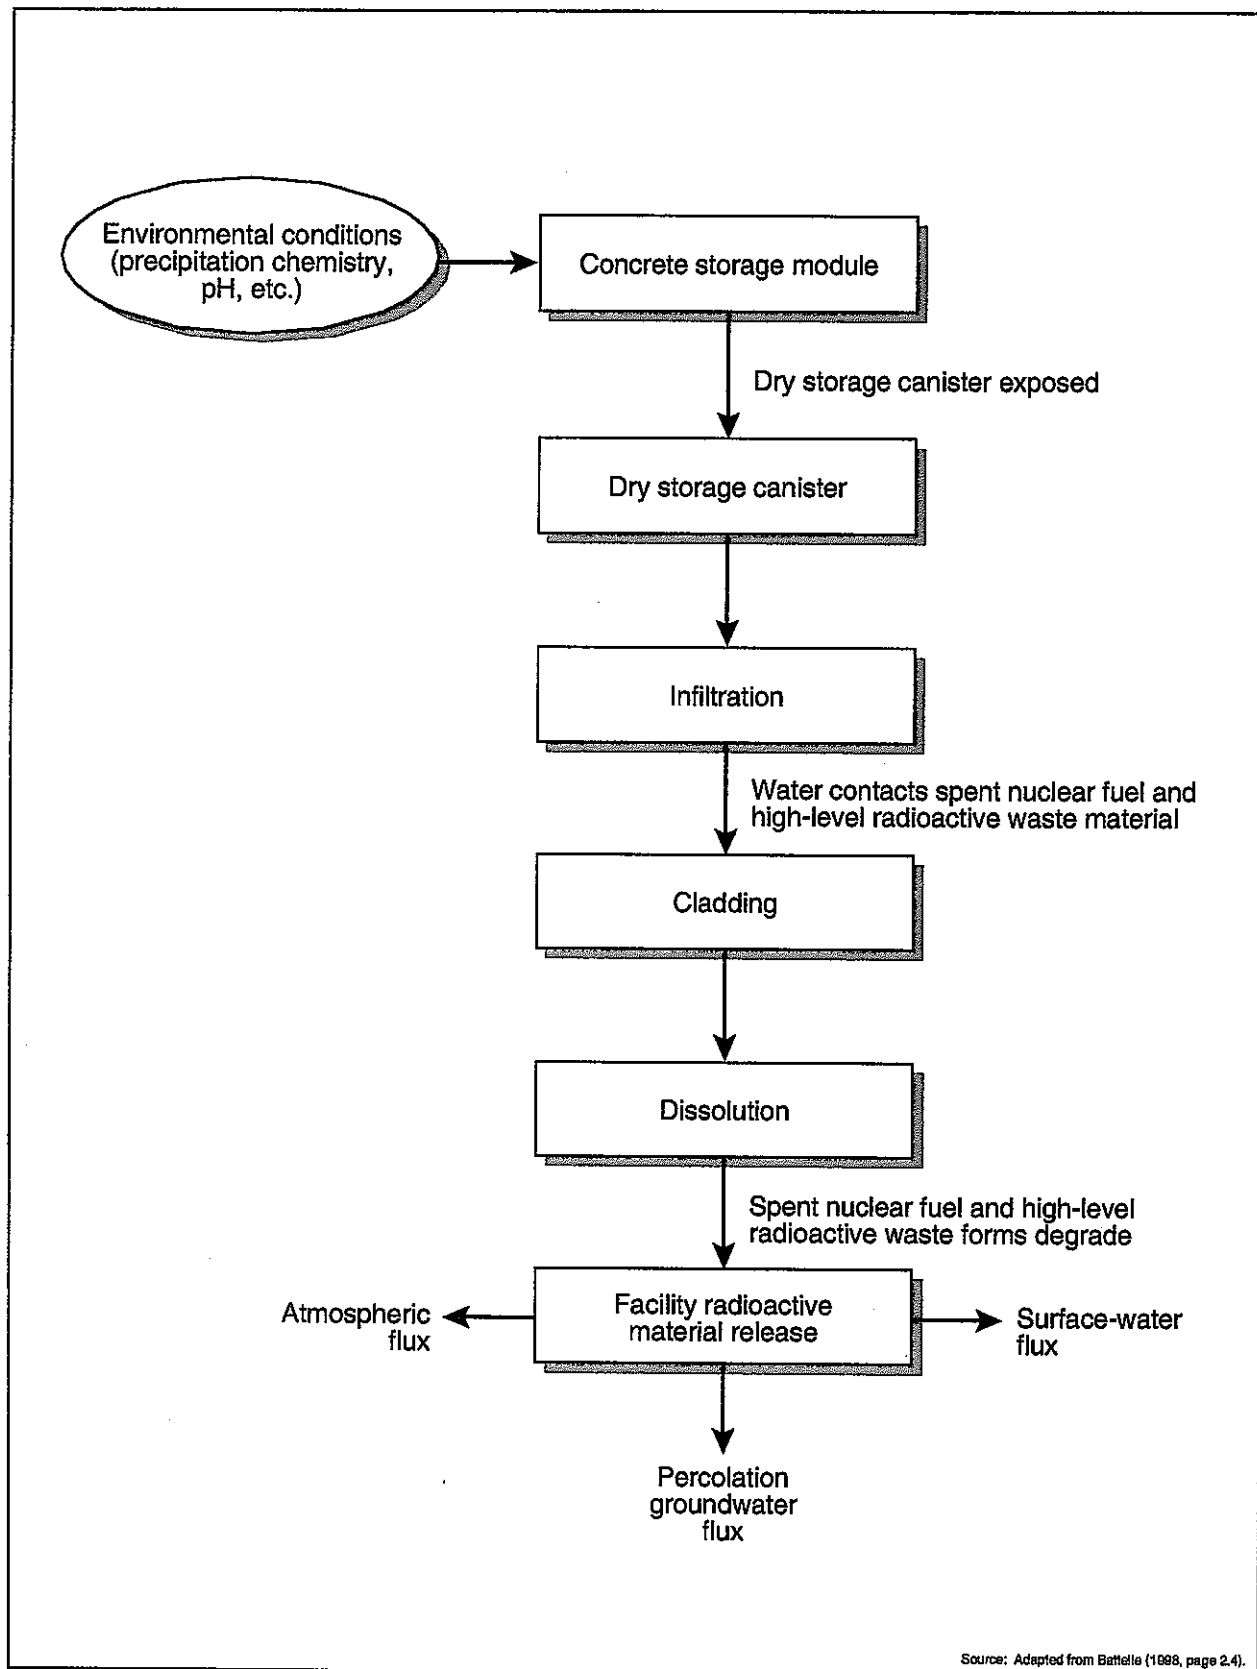 Environmental conditions
(precipitation chemistry,
pH, etc.)
Concrete storage module
Dry storage canister exposed
Dry storage canister
Infiltration
Water contacts spent nuclear fuel and
high-level radioactive waste material
Cladding
Dissolution
Spent nuclear fuel and high-level
radioactive waste forms degrade
Facility radioactive
material release
Atmospheric
flux
Surface-water
flux
Percolation
groundwater
flux
Source: Adapted from Battelle (1998, page 2.4).